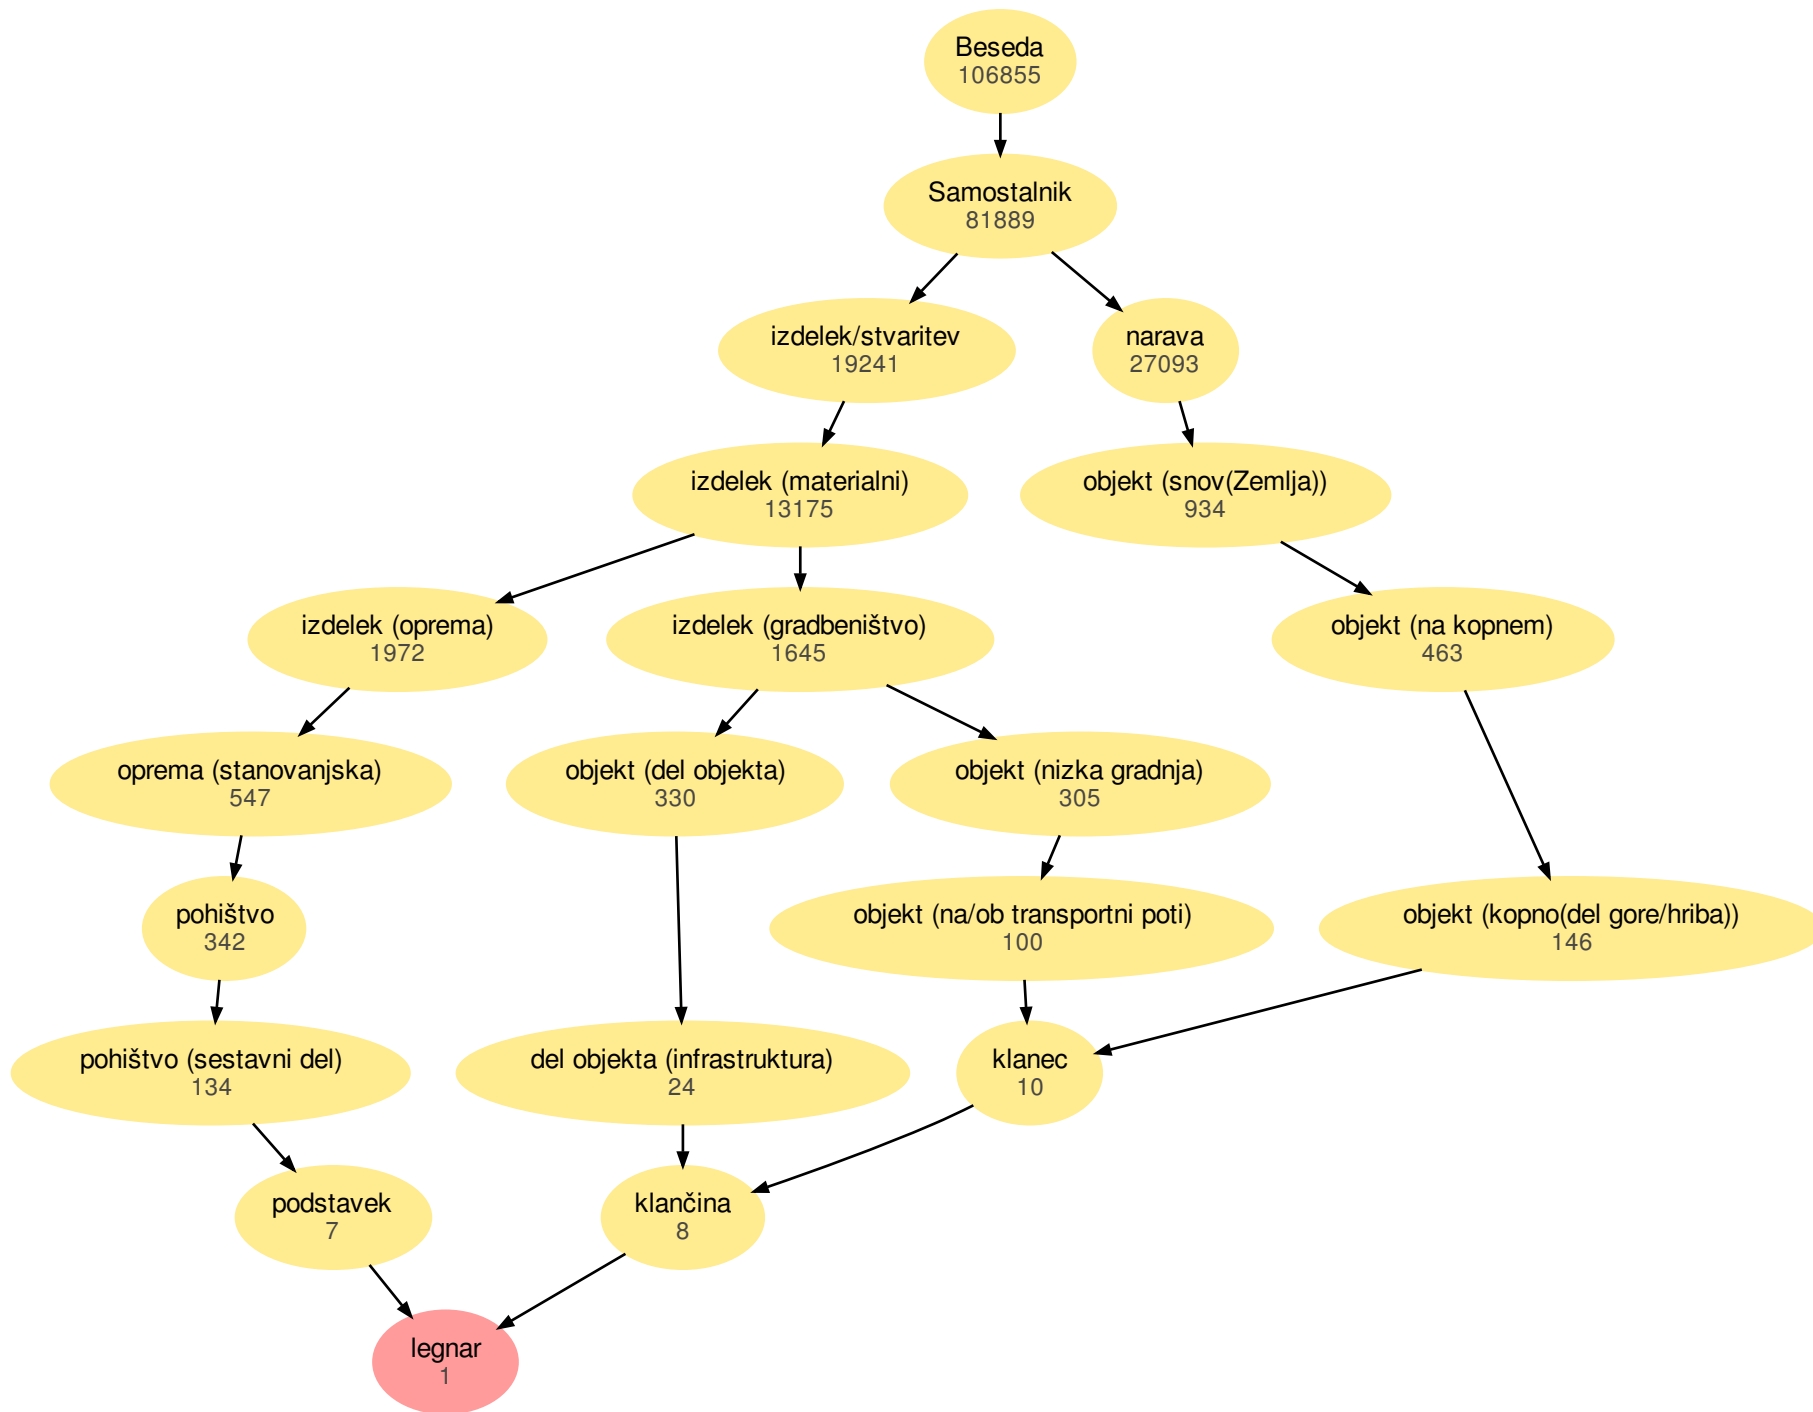 Beseda
106855
Samostalnik
81889
izdelek/stvaritev
19241
narava
27093
izdelek (materialni)
13175
objekt (snov(Zemlja))
934
izdelek (oprema)
1972
izdelek (gradbeništvo)
1645
objekt (na kopnem)
463
oprema (stanovanjska)
547
objekt (del objekta)
330
objekt (nizka gradnja)
305
pohištvo
342
objekt (na/ob transportni poti)
100
objekt (kopno(del gore/hriba))
146
pohištvo (sestavni del)
134
del objekta (infrastruktura)
24
klanec
10
podstavek
7
klančina
8
legnar
1